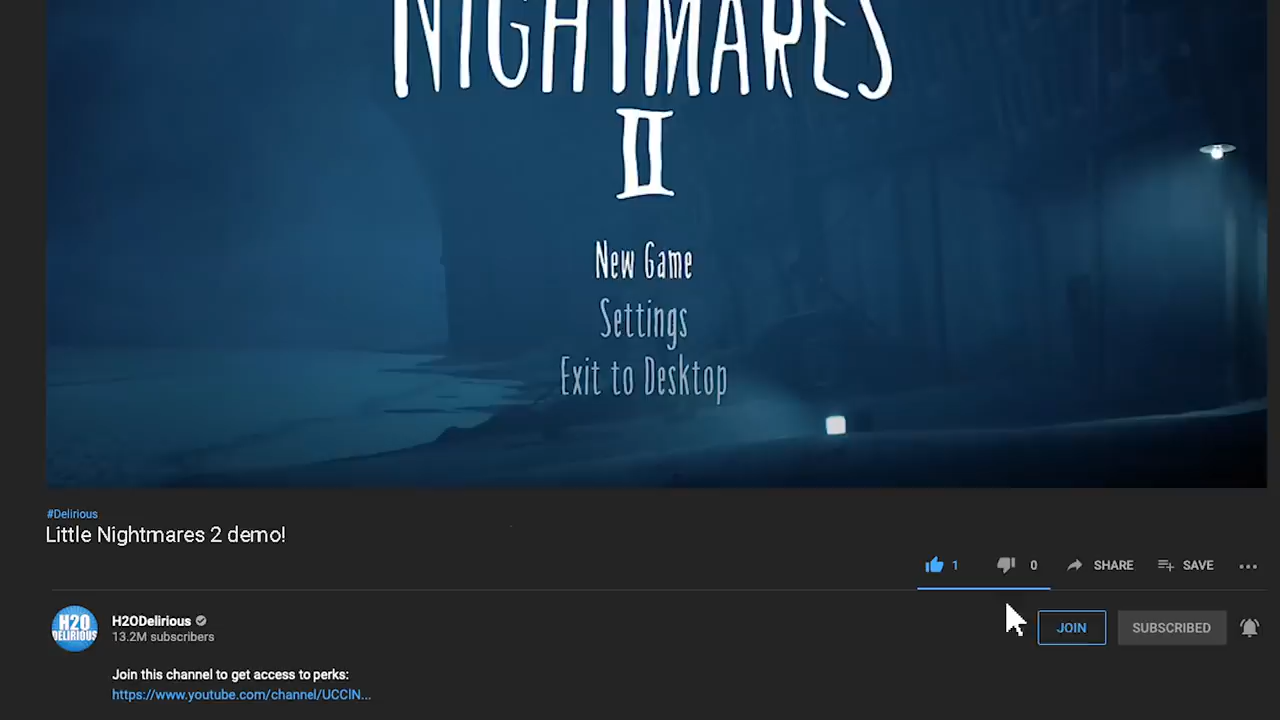 NIGHTMARES
II
New Game
Settings
Exit to Desktop
#Delirious
Little Nightmares 2 demo!
1 0 SHARE SAVE
H2O DELIRIOUS
H2ODelirious
13.2M subscribers
JOIN SUBSCRIBED
Join this channel to get access to perks:
https://www.youtube.com/channel/UCCIN...